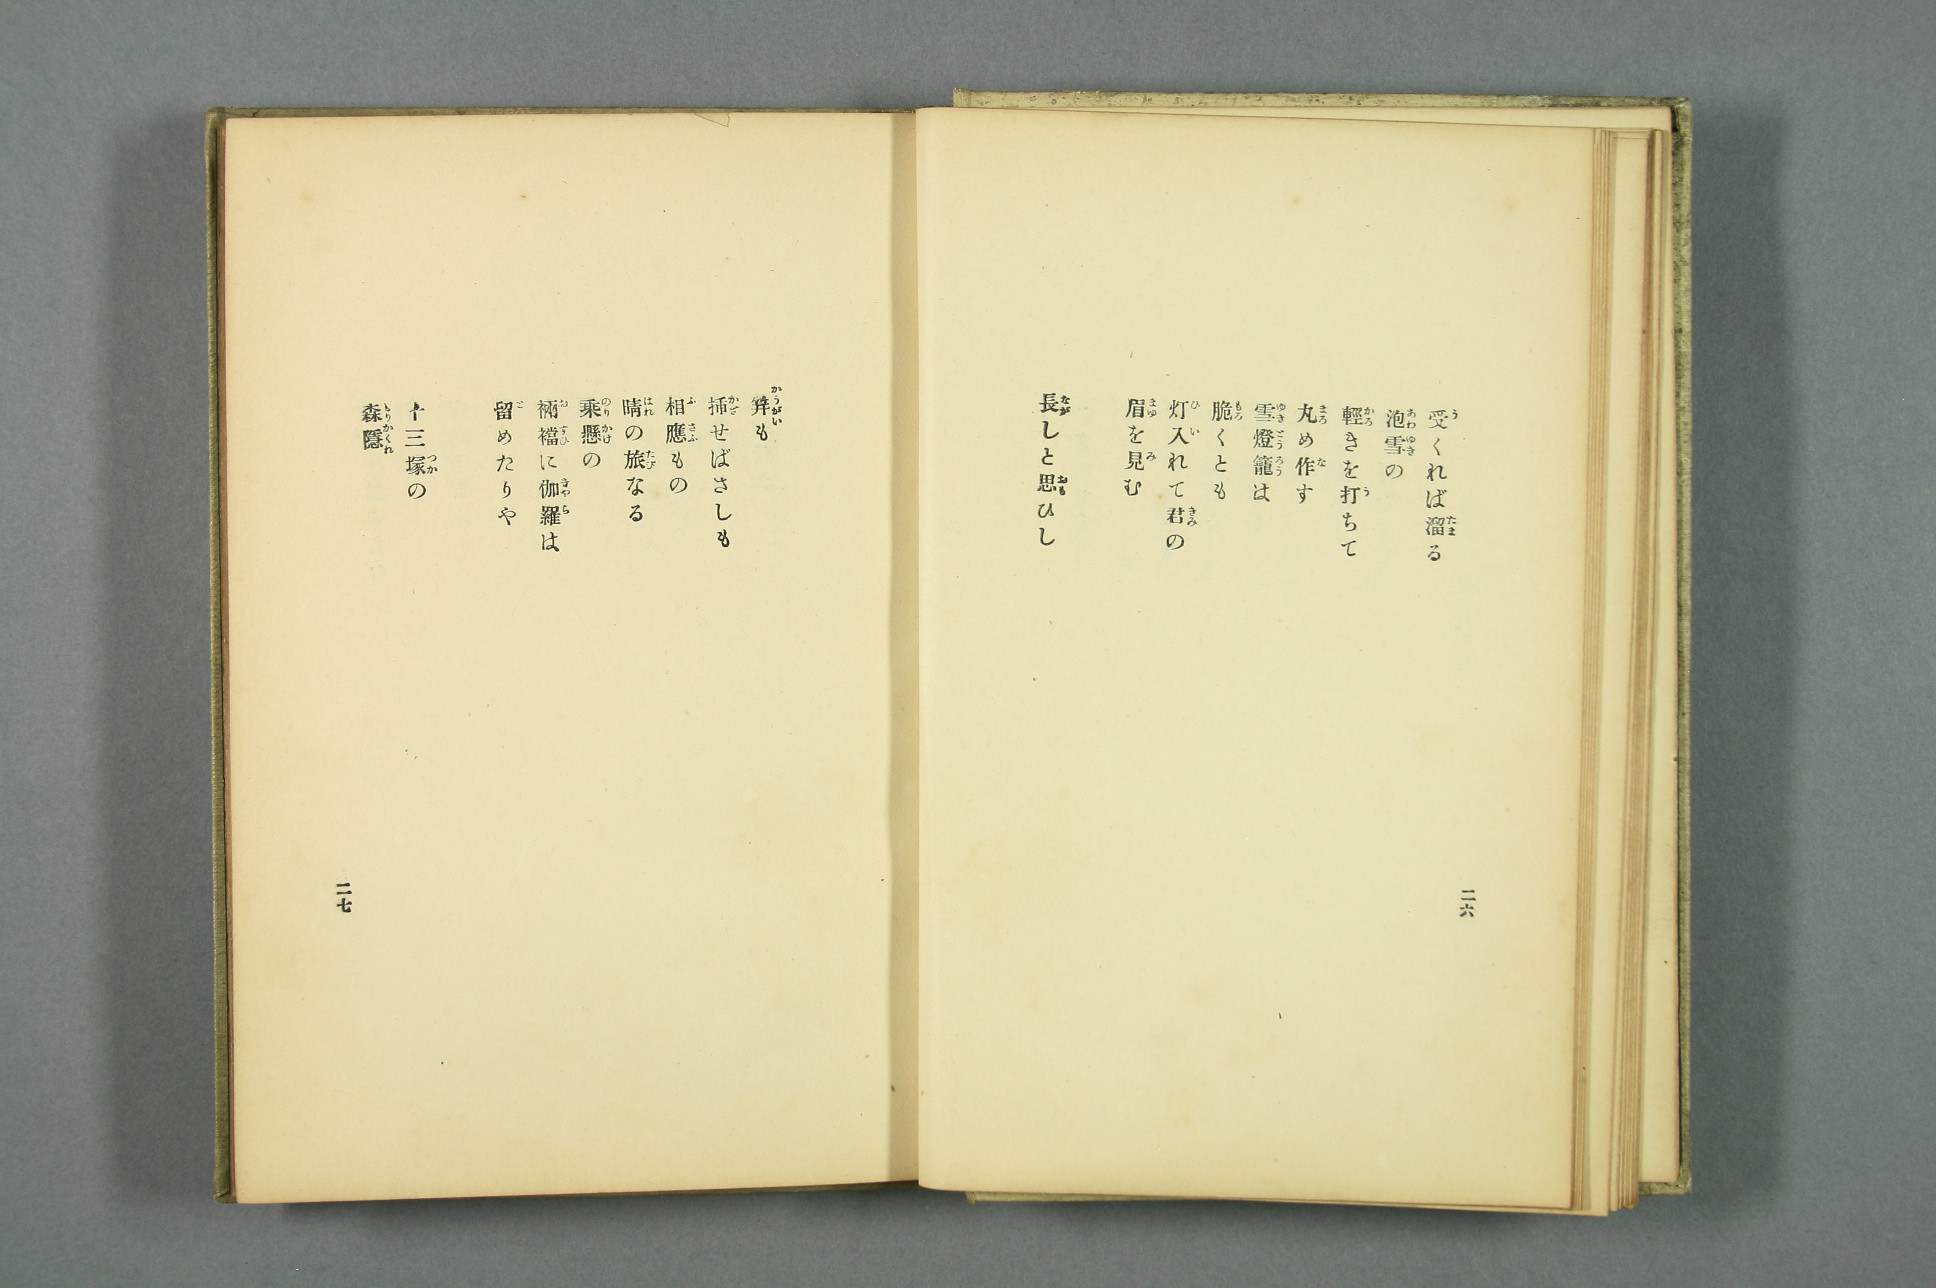 受くれば溜る
泡雪の
輕きを打ちて
丸め作す
雪燈籠は
脆くとも
灯入れて君の
眉を見む
長しと思ひし
二六
笄も
揷せばさしも
相應もの
晴の旅なる
乘懸の
裲襠に伽羅は
留めたりや
十三塚の
森隱
二七